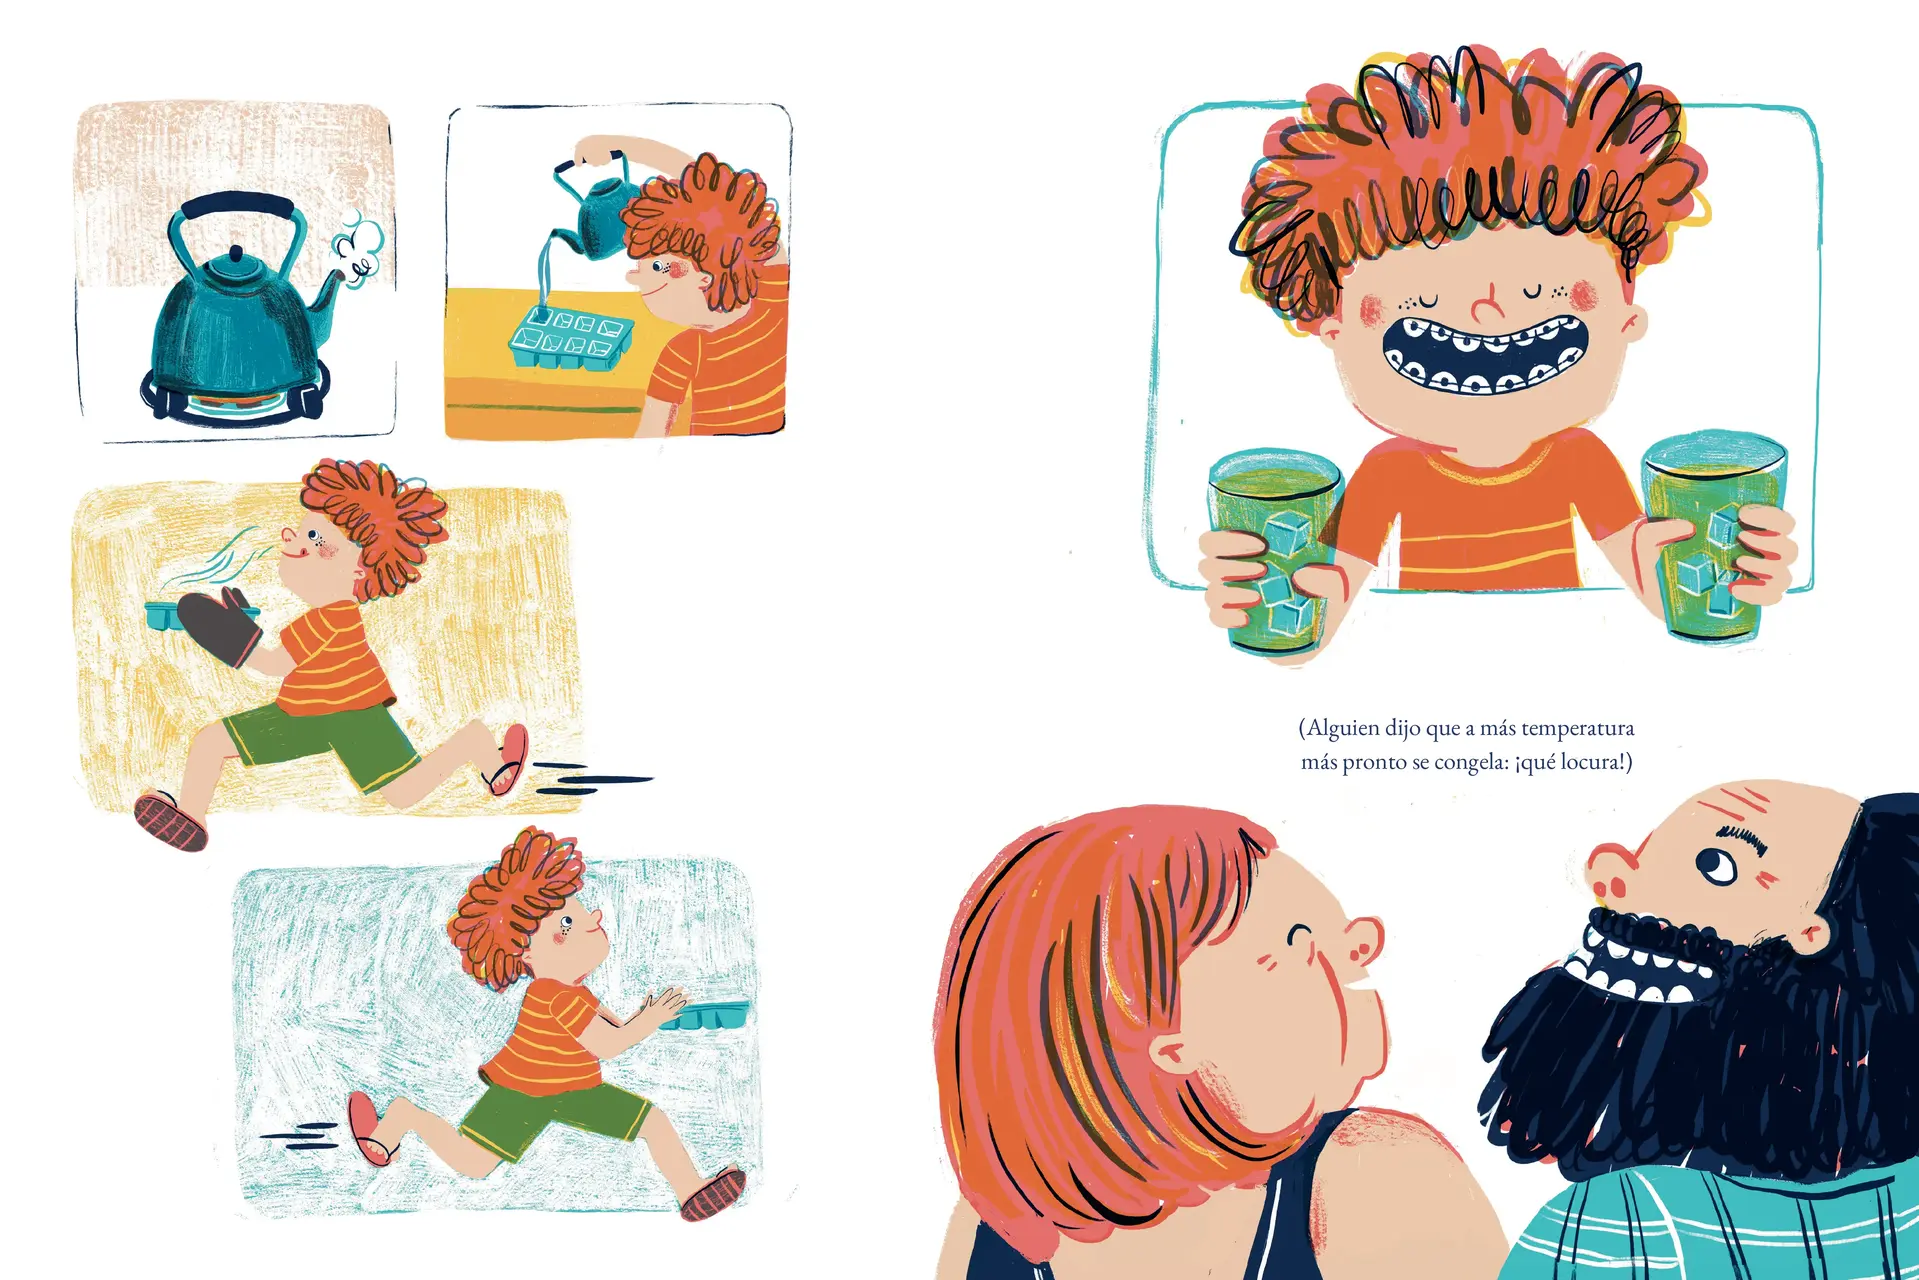 (Alguien dijo que a más temperatura
más pronto se congela: ¡qué locura!)